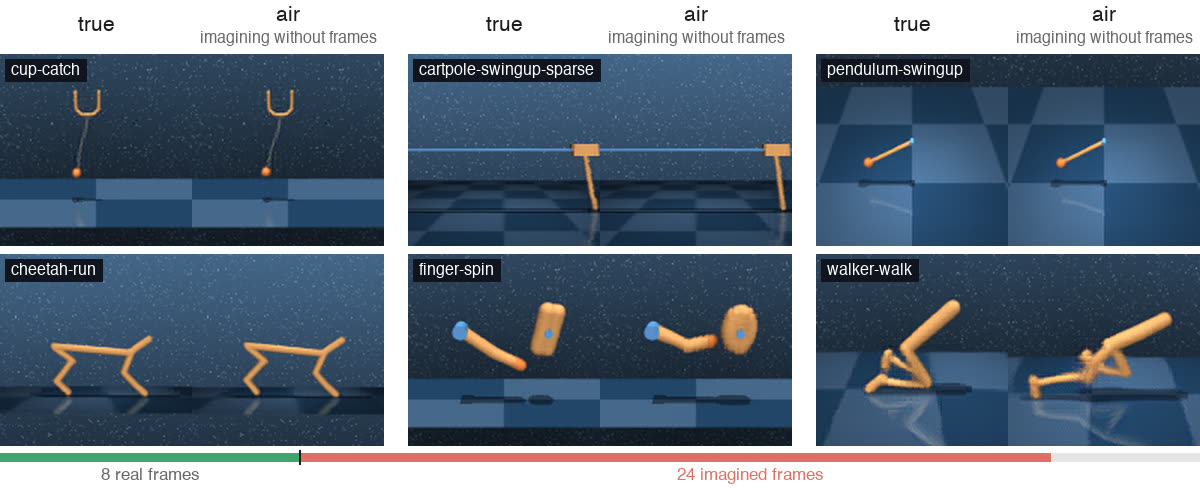 true
air
imagining without frames
true
air
imagining without frames
true
air
imagining without frames
cup-catch
cartpole-swingup-sparse
pendulum-swingup
cheetah-run
finger-spin
walker-walk
8 real frames
24 imagined frames